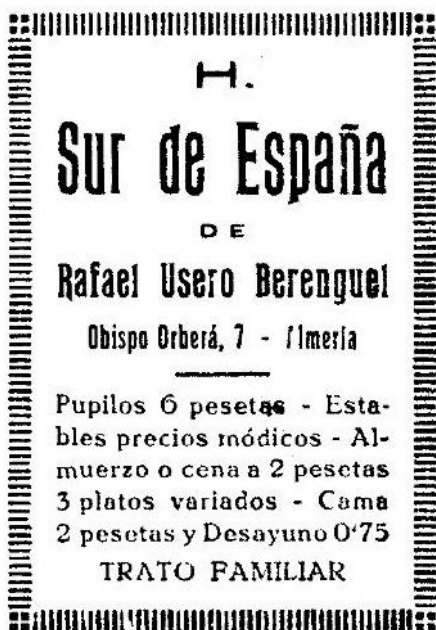 H.
Sur de España
DE
Rafael Usero Berenguel
Obispo Orberá, 7 - Almería
Pupilos 6 pesetas - Esta-
bles precios módicos - Al-
muerzo o cena a 2 pesetas
3 platos variados - Cama
2 pesetas y Desayuno 0'75
TRATO FAMILIAR